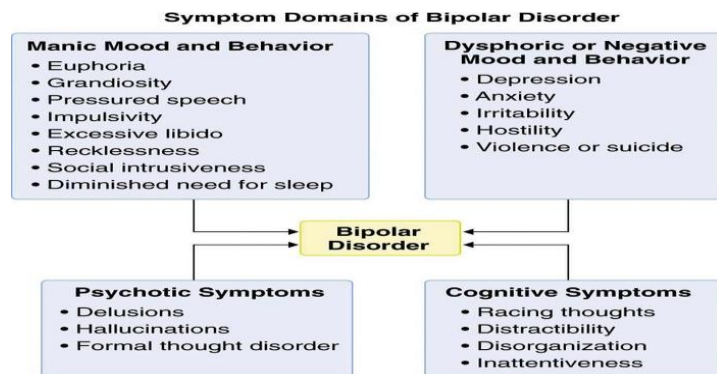 Symptom Domains of Bipolar Disorder
Manic Mood and Behavior
• Euphoria
• Grandiosity
• Pressured speech
• Impulsivity
• Excessive libido
• Recklessness
• Social intrusiveness
• Diminished need for sleep
Dysphoric or Negative
Mood and Behavior
• Depression
• Anxiety
• Irritability
• Hostility
• Violence or suicide
Bipolar
Disorder
Psychotic Symptoms
• Delusions
• Hallucinations
• Formal thought disorder
Cognitive Symptoms
• Racing thoughts
• Distractibility
• Disorganization
• Inattentiveness